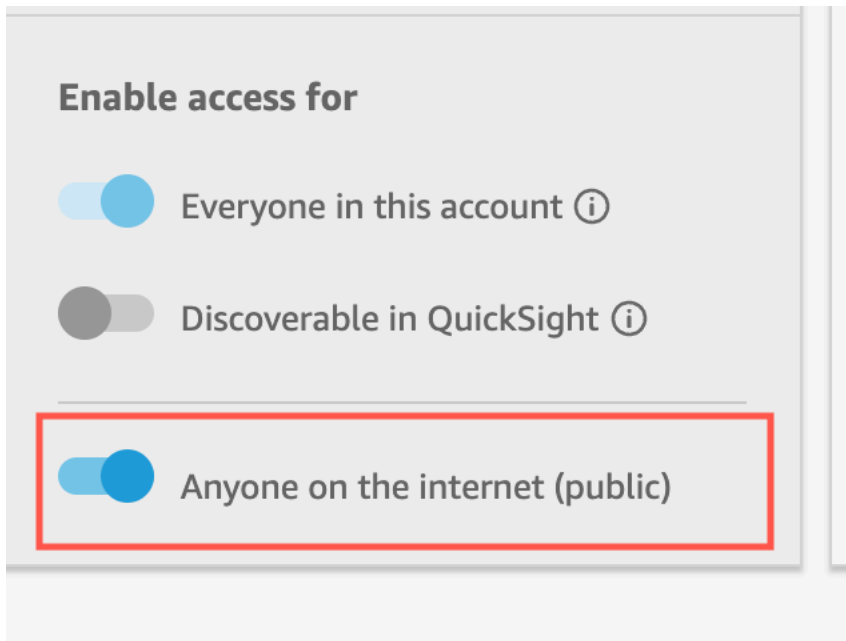 Enable access for
Everyone in this account
Discoverable in QuickSight
Anyone on the internet (public)